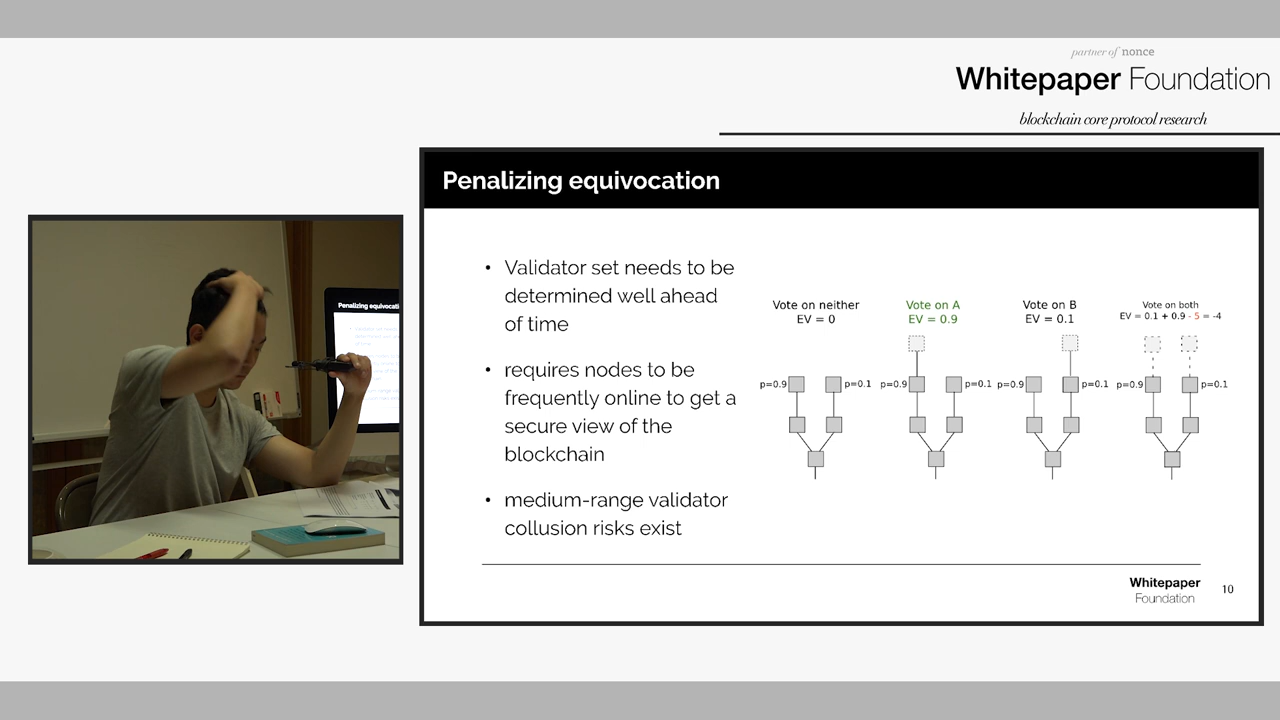 partner of nonce
Whitepaper Foundation
blockchain core protocol research
Penalizing equivocation
• Validator set needs to be
determined well ahead
of time
• requires nodes to be
frequently online to get a
secure view of the
blockchain
• medium-range validator
collusion risks exist
Vote on neither
EV = 0
p=0.9
p=0.1
Vote on A
EV = 0.9
p=0.9
p=0.1
Vote on B
EV = 0.1
p=0.9
p=0.1
Vote on both
EV = 0.1 + 0.9 - 5 = -4
p=0.9
p=0.1
Whitepaper
Foundation
10
Penalizing equivocati